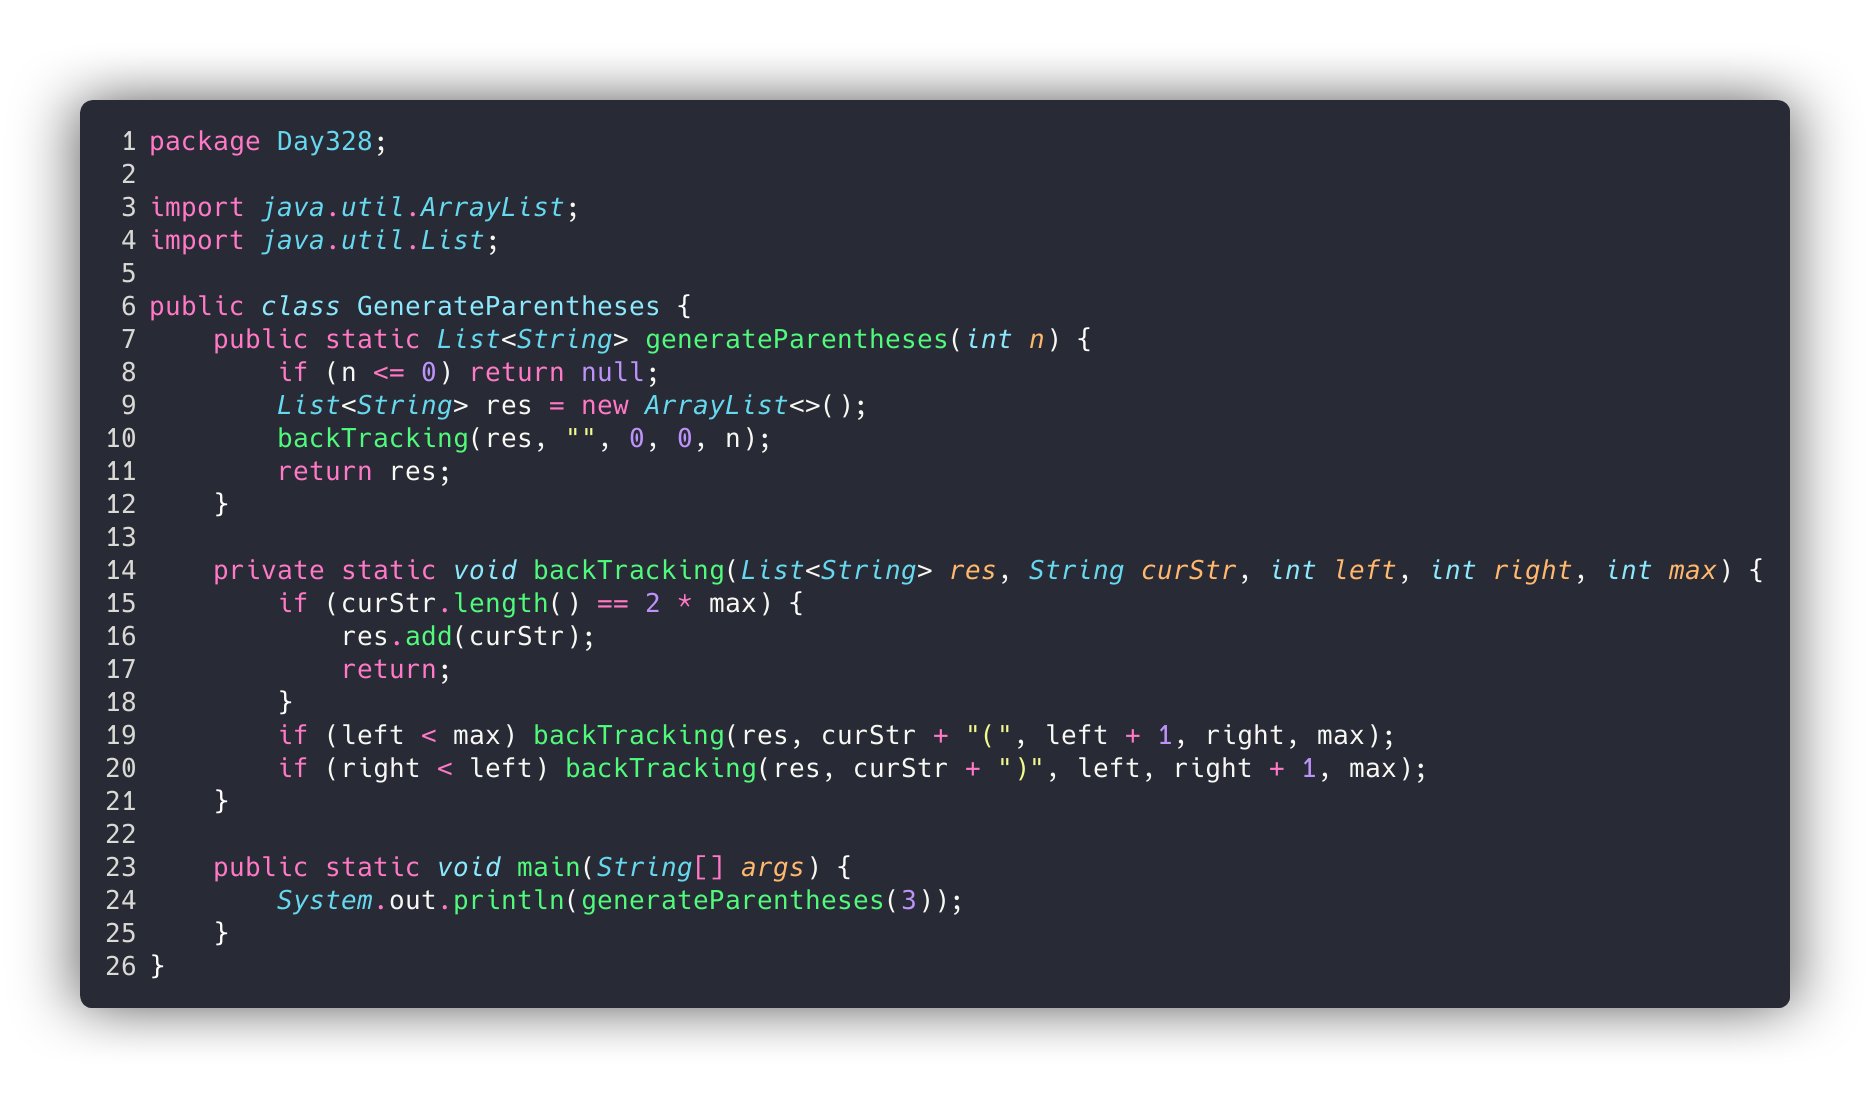 1 package Day328;
2
3 import java.util.ArrayList;
4 import java.util.List;
5
6 public class GenerateParentheses {
7     public static List<String> generateParentheses(int n) {
8         if (n <= 0) return null;
9         List<String> res = new ArrayList<>();
10         backTracking(res, "", 0, 0, n);
11         return res;
12     }
13
14     private static void backTracking(List<String> res, String curStr, int left, int right, int max) {
15         if (curStr.length() == 2 * max) {
16             res.add(curStr);
17             return;
18         }
19         if (left < max) backTracking(res, curStr + "(", left + 1, right, max);
20         if (right < left) backTracking(res, curStr + ")", left, right + 1, max);
21     }
22
23     public static void main(String[] args) {
24         System.out.println(generateParentheses(3));
25     }
26 }